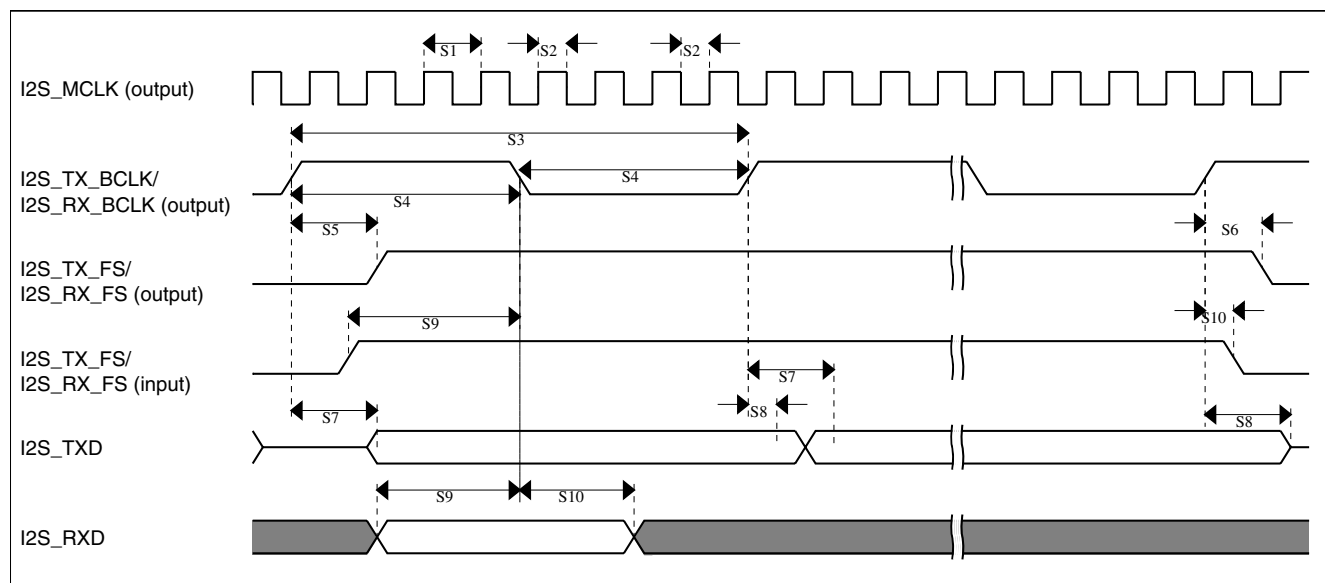 S1
S2
S2
I2S_MCLK (output)
S3
I2S_TX_BCLK/
I2S_RX_BCLK (output)
S4
S4
S5
S6
I2S_TX_FS/
I2S_RX_FS (output)
S9
S10
I2S_TX_FS/
I2S_RX_FS (input)
S7
S7
S8
S8
I2S_TXD
S9
S10
I2S_RXD